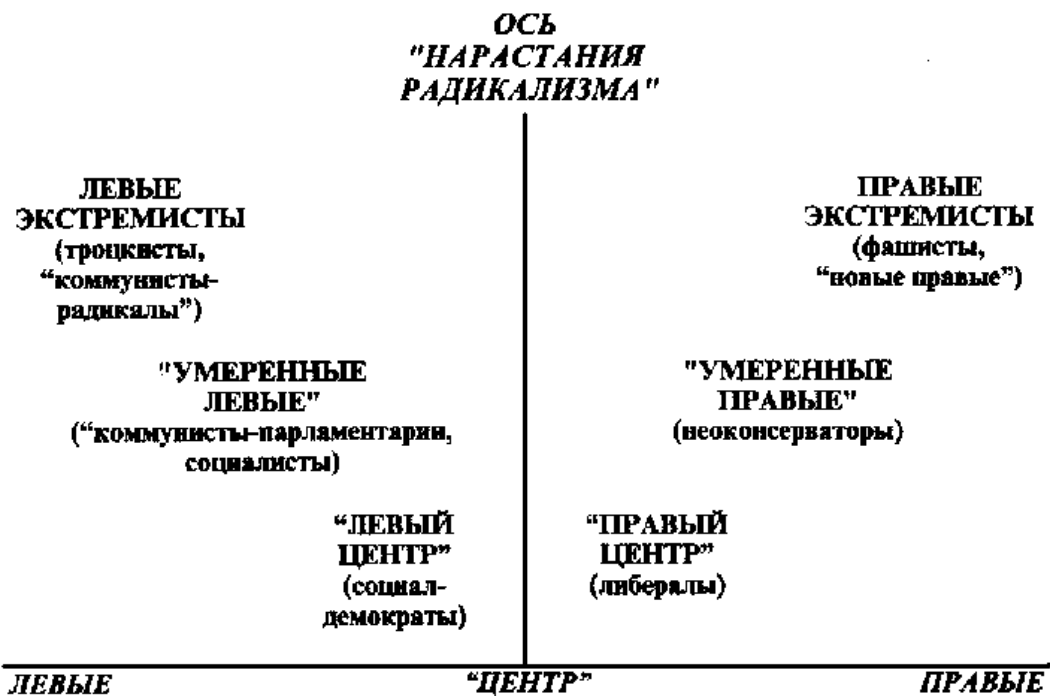 ОСЬ
"НАРАСТАНИЯ
РАДИКАЛИЗМА"
ЛЕВЫЕ
ЭКСТРЕМИСТЫ
(троцкисты,
“коммунисты-
радикалы”)
ПРАВЫЕ
ЭКСТРЕМИСТЫ
(фашисты,
“новые правые”)
"УМЕРЕННЫЕ
ЛЕВЫЕ"
(“коммунисты-парламентарии,
социалисты)
"УМЕРЕННЫЕ
ПРАВЫЕ"
(неоконсерваторы)
“ЛЕВЫЙ
ЦЕНТР”
(социал-
демократы)
“ПРАВЫЙ
ЦЕНТР”
(либералы)
ЛЕВЫЕ
“ЦЕНТР”
ПРАВЫЕ